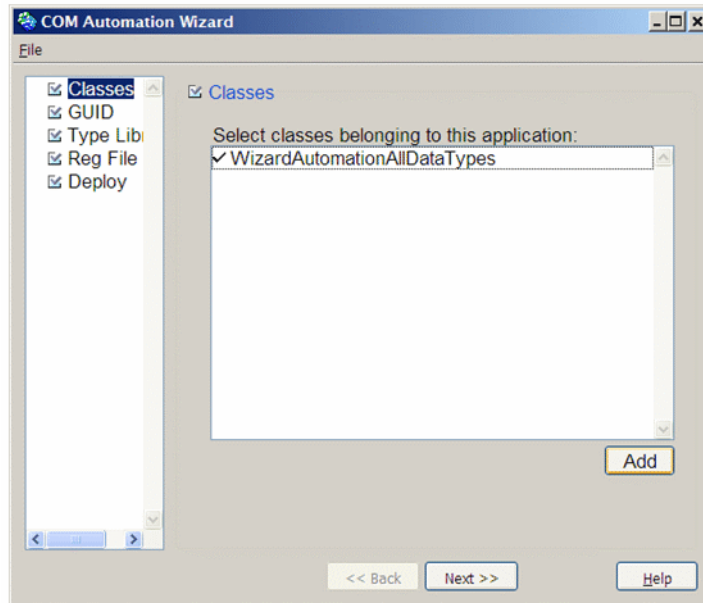 COM Automation Wizard
File
Classes
GUID
Type Libr
Reg File
Deploy
Classes
Select classes belonging to this application:
WizardAutomationAllDataTypes
Add
<< Back
Next >>
Help